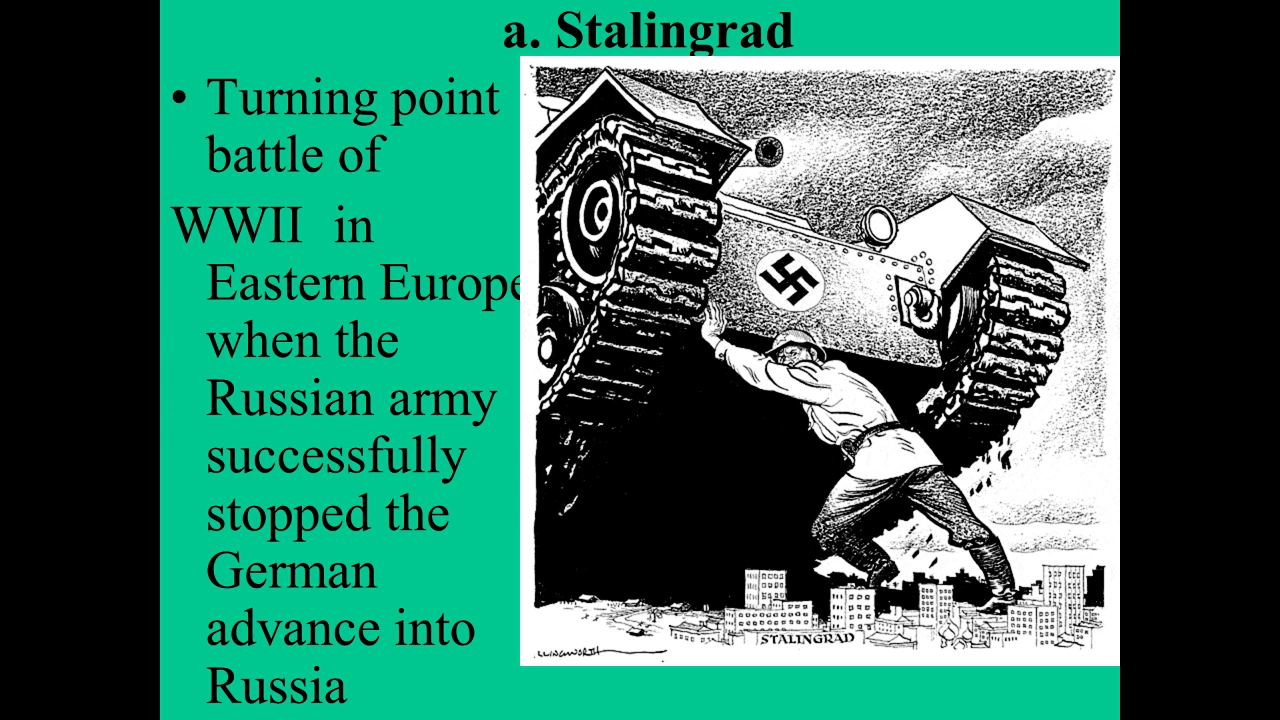 a. Stalingrad
• Turning point
battle of
WWII in
Eastern Europe
when the
Russian army
successfully
stopped the
German
advance into
Russia
STALINGRAD
ILLINGWORTH